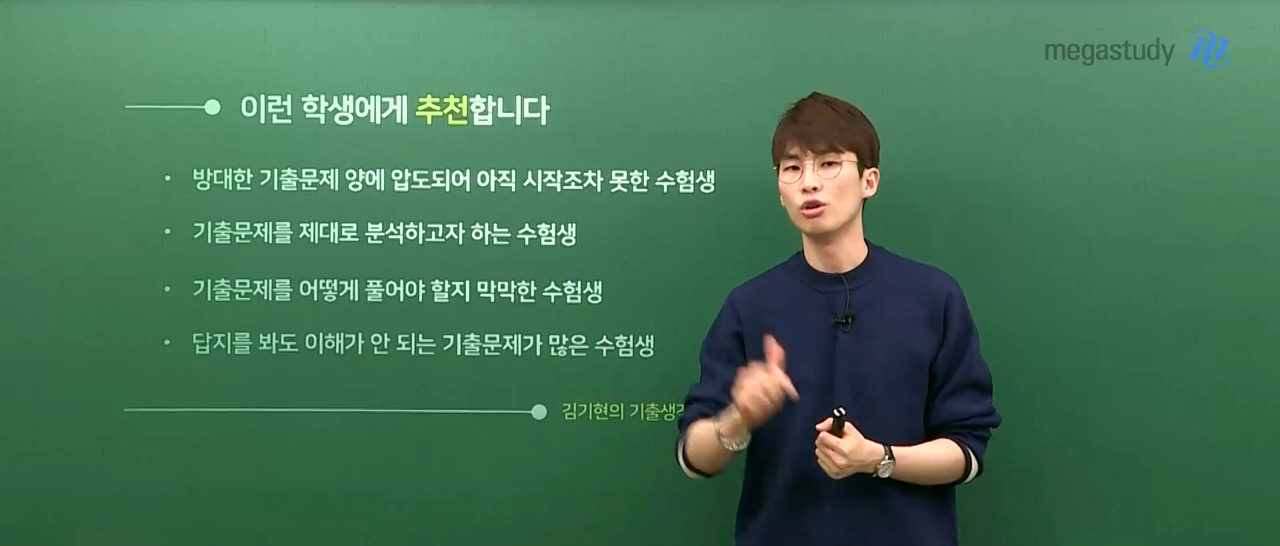 megastudy
이런 학생에게 추천합니다
• 방대한 기출문제 양에 압도되어 아직 시작조차 못한 수험생
• 기출문제를 제대로 분석하고자 하는 수험생
• 기출문제를 어떻게 풀어야 할지 막막한 수험생
• 답지를 봐도 이해가 안 되는 기출문제가 많은 수험생
김기현의